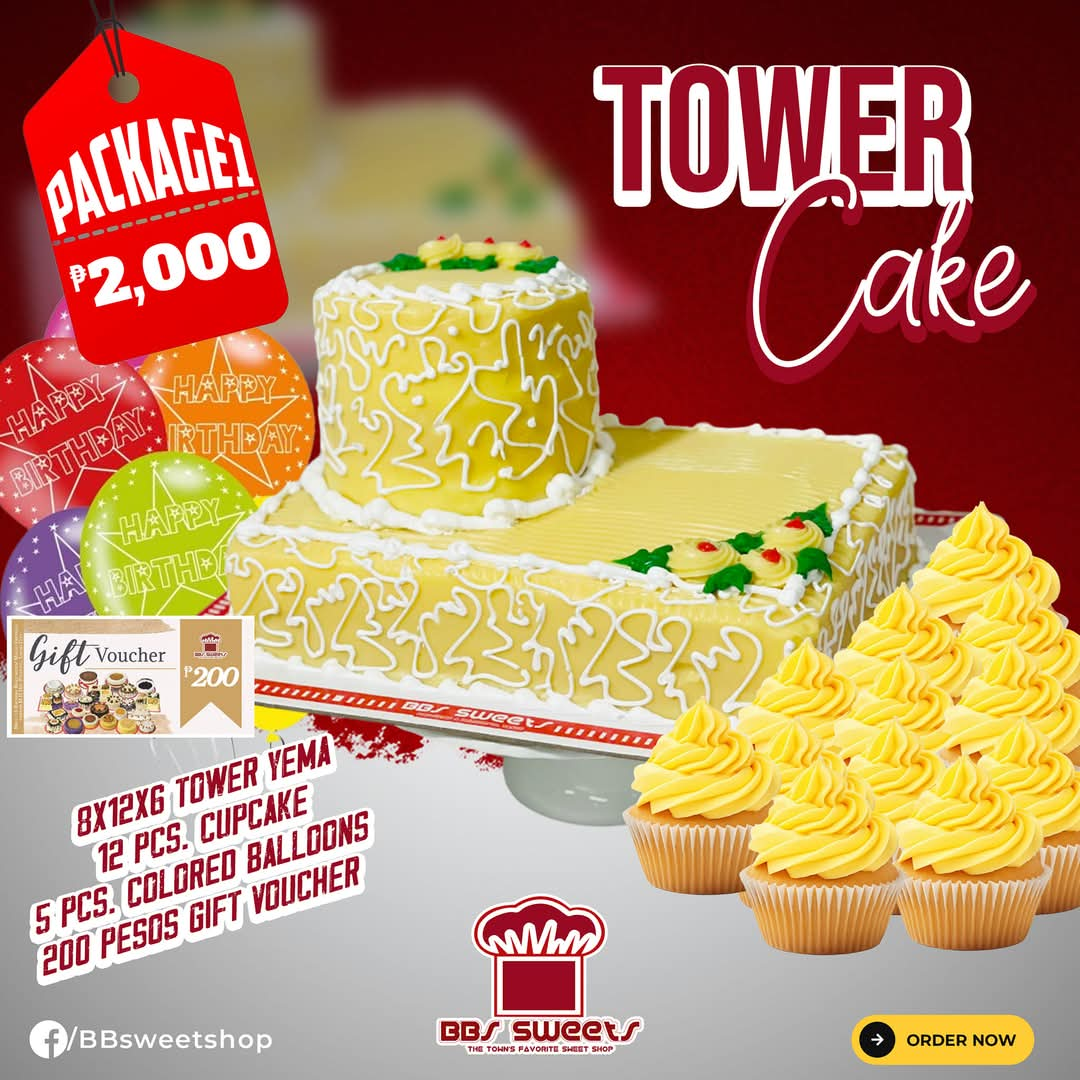 PACKAGE1
₱2,000
TOWER
Cake
HAPPY
BIRTHDAY
HAPPY
BIRTHDAY
HAPPY
BIRTHDAY
Gift Voucher
BBS SWEETS
₱200
BBS SWEETS
8X12X6 TOWER YEMA
12 PCS. CUPCAKE
5 PCS. COLORED BALLOONS
200 PESOS GIFT VOUCHER
BBS SWEETS
THE TOWN'S FAVORITE SWEET SHOP
/BBsweetshop
ORDER NOW